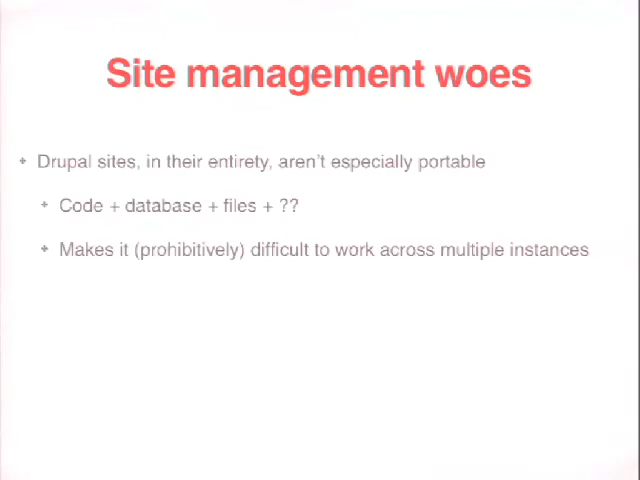 Site management woes
Drupal sites, in their entirety, aren't especially portable
Code + database + files + ??
Makes it (prohibitively) difficult to work across multiple instances